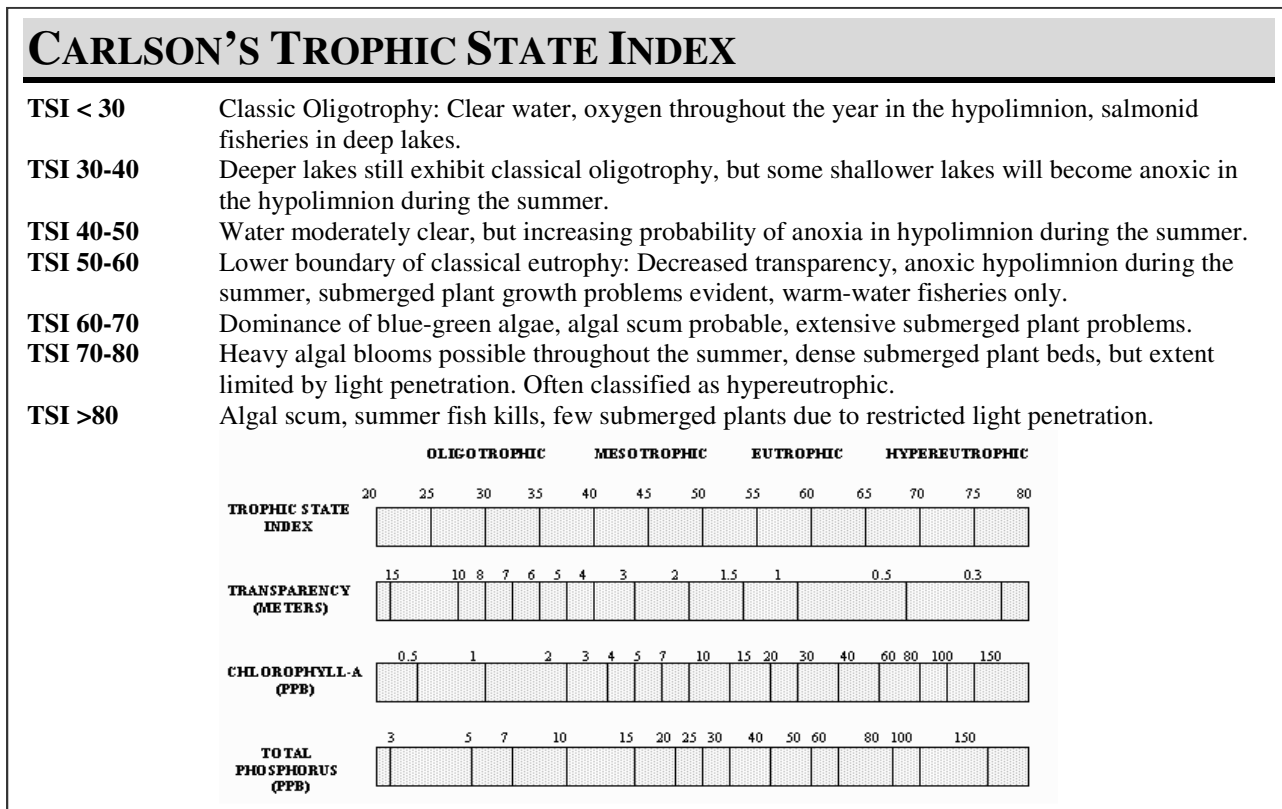 CARLSON'S TROPHIC STATE INDEX
TSI < 30 Classic Oligotrophy: Clear water, oxygen throughout the year in the hypolimnion, salmonid
fisheries in deep lakes.
TSI 30-40 Deeper lakes still exhibit classical oligotrophy, but some shallower lakes will become anoxic in
the hypolimnion during the summer.
TSI 40-50 Water moderately clear, but increasing probability of anoxia in hypolimnion during the summer.
TSI 50-60 Lower boundary of classical eutrophy: Decreased transparency, anoxic hypolimnion during the
summer, submerged plant growth problems evident, warm-water fisheries only.
TSI 60-70 Dominance of blue-green algae, algal scum probable, extensive submerged plant problems.
TSI 70-80 Heavy algal blooms possible throughout the summer, dense submerged plant beds, but extent
limited by light penetration. Often classified as hypereutrophic.
TSI >80 Algal scum, summer fish kills, few submerged plants due to restricted light penetration.
OLIGOTROPHIC MESOTROPHIC EUTROPHIC HYPEREUTROPHIC
20 25 30 35 40 45 50 55 60 65 70 75 80
TROPHIC STATE
INDEX
15 10 8 7 6 5 4 3 2 1.5 1 0.5 0.3
TRANSPARENCY
(METERS)
0.5 1 2 3 4 5 7 10 15 20 30 40 60 80 100 150
CHLOROPHYLL-A
(PPB)
3 5 7 10 15 20 25 30 40 50 60 80 100 150
TOTAL
PHOSPHORUS
(PPB)